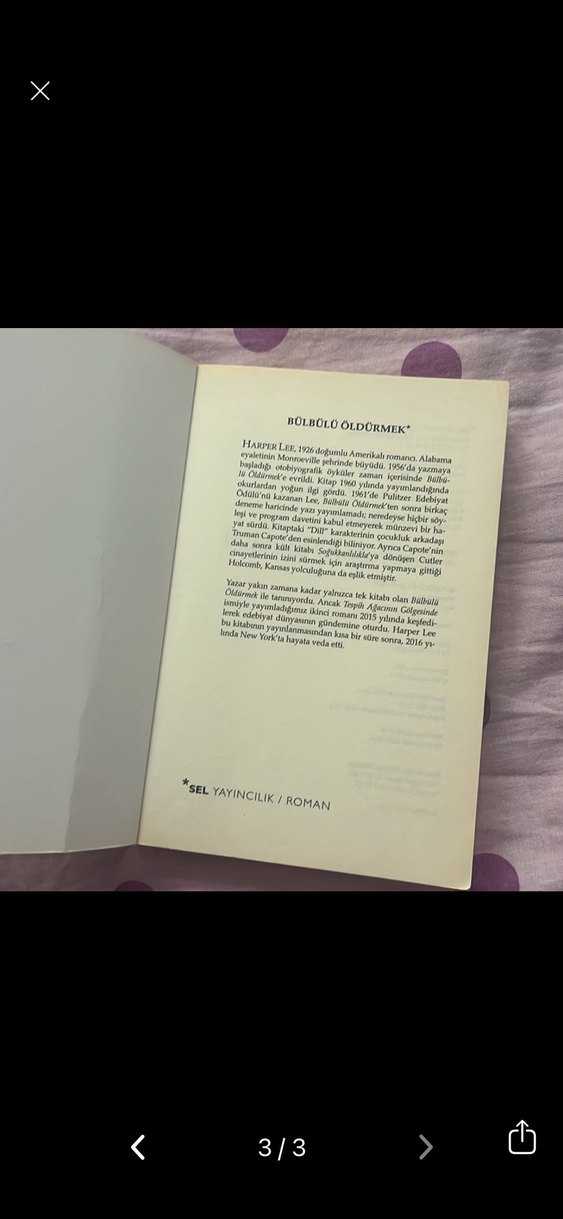 BÜLBÜLÜ ÖLDÜRMEK*
HARPER LEE, 1926 doğumlu Amerikalı romancı. Alabama
eyaletinin Monroeville şehrinde büyüdü. 1956'da yazmaya
başladığı otobiyografik öyküler zaman içerisinde Bülbü-
lü Öldürmek'e evrildi. Kitap 1960 yılında yayımlandığında
okurlardan yoğun ilgi gördü. 1961'de Pulitzer Edebiyat
Ödülü'nü kazanan Lee, Bülbülü Öldürmek'ten sonra birkaç
deneme haricinde yazı yayımlamadı; neredeyse hiçbir söy-
leşi ve program davetini kabul etmeyerek münzevi bir ha-
yat sürdü. Kitaptaki "Dill" karakterinin çocukluk arkadaşı
Truman Capote'den esinlendiği biliniyor. Ayrıca Capote'nin
daha sonra kült kitabı Soğukkanlılıkla'ya dönüşen Cutler
cinayetlerinin izini sürmek için araştırma yapmaya gittiği
Holcomb, Kansas yolculuğuna da eşlik etmiştir.
Yazar yakın zamana kadar yalnızca tek kitabı olan Bülbülü
Öldürmek ile tanınıyordu. Ancak Tespih Ağacının Gölgesinde
ismiyle yayımladığımız ikinci romanı 2015 yılında keşfedi-
lerek edebiyat dünyasının gündemine oturdu. Harper Lee
bu kitabının yayınlanmasından kısa bir süre sonra, 2016 yı-
lında New York'ta hayata veda etti.
*SEL YAYINCILIK / ROMAN
3/3